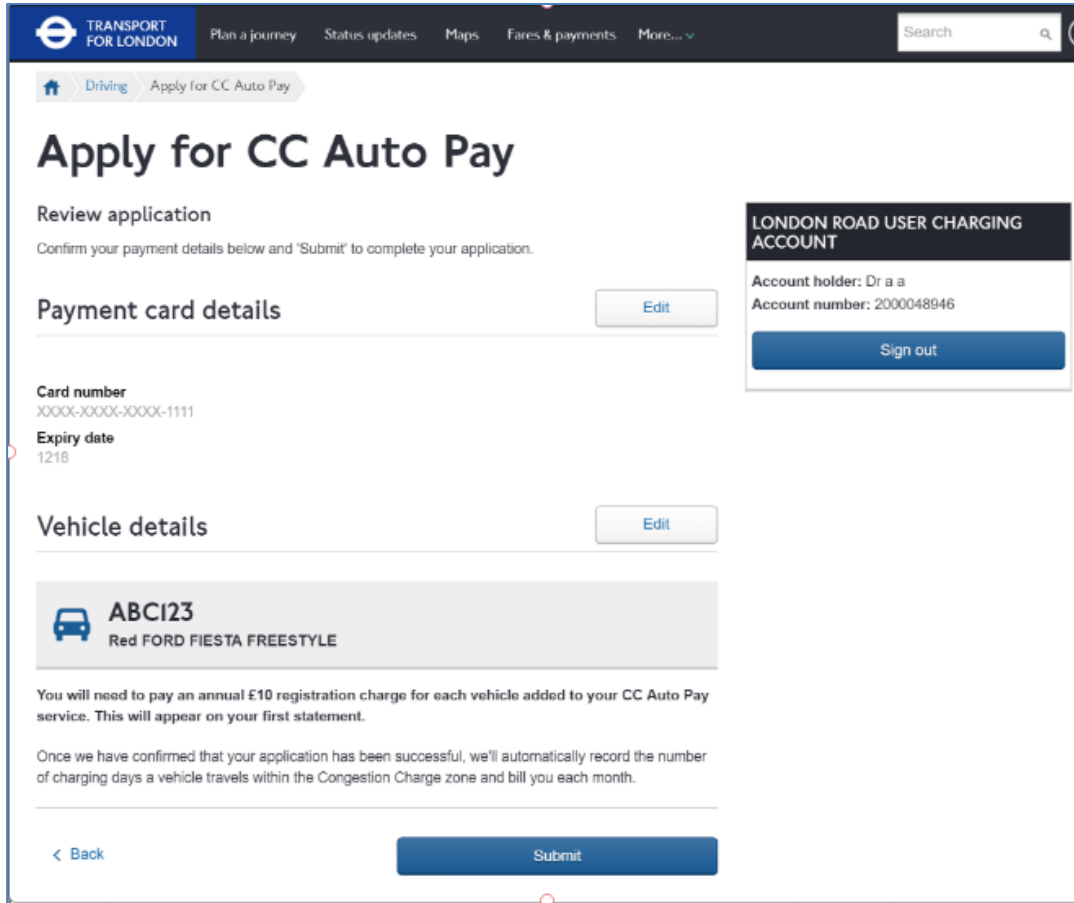 TRANSPORT
FOR LONDON
Plan a journey Status updates Maps Fares & payments More...
Search
Driving Apply for CC Auto Pay
Apply for CC Auto Pay
Review application
Confirm your payment details below and 'Submit' to complete your application.
LONDON ROAD USER CHARGING
ACCOUNT
Account holder: Dr a a
Account number: 2000048946
Sign out
Payment card details Edit
Card number
XXXX-XXXX-XXXX-1111
Expiry date
1218
Vehicle details Edit
ABC123
Red FORD FIESTA FREESTYLE
You will need to pay an annual £10 registration charge for each vehicle added to your CC Auto Pay
service. This will appear on your first statement.
Once we have confirmed that your application has been successful, we'll automatically record the number
of charging days a vehicle travels within the Congestion Charge zone and bill you each month.
< Back Submit